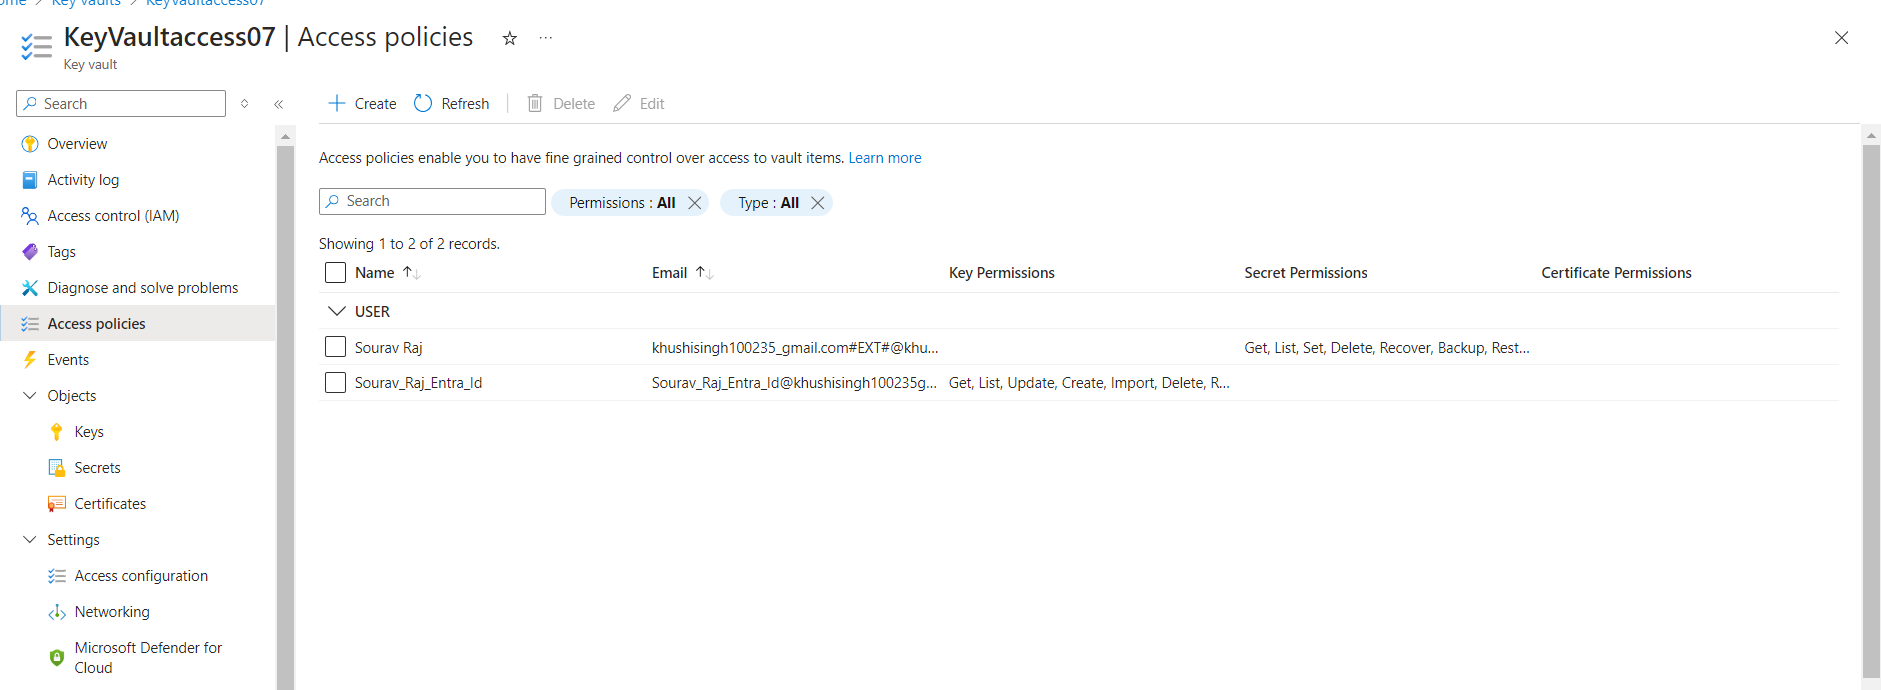 Key vaults > KeyVaultaccess07
KeyVaultaccess07 | Access policies
Key vault
Search
Create
Refresh
Delete
Edit
Overview
Activity log
Access control (IAM)
Tags
Diagnose and solve problems
Access policies
Events
Objects
Keys
Secrets
Certificates
Settings
Access configuration
Networking
Microsoft Defender for
Cloud
Access policies enable you to have fine grained control over access to vault items. Learn more
Search
Permissions : All
Type : All
Showing 1 to 2 of 2 records.
Name Email Key Permissions Secret Permissions Certificate Permissions
USER
Sourav Raj khushisingh100235_gmail.com#EXT#@khu... Get, List, Set, Delete, Recover, Backup, Rest...
Sourav_Raj_Entra_Id Sourav_Raj_Entra_Id@khushisingh100235g... Get, List, Update, Create, Import, Delete, R...